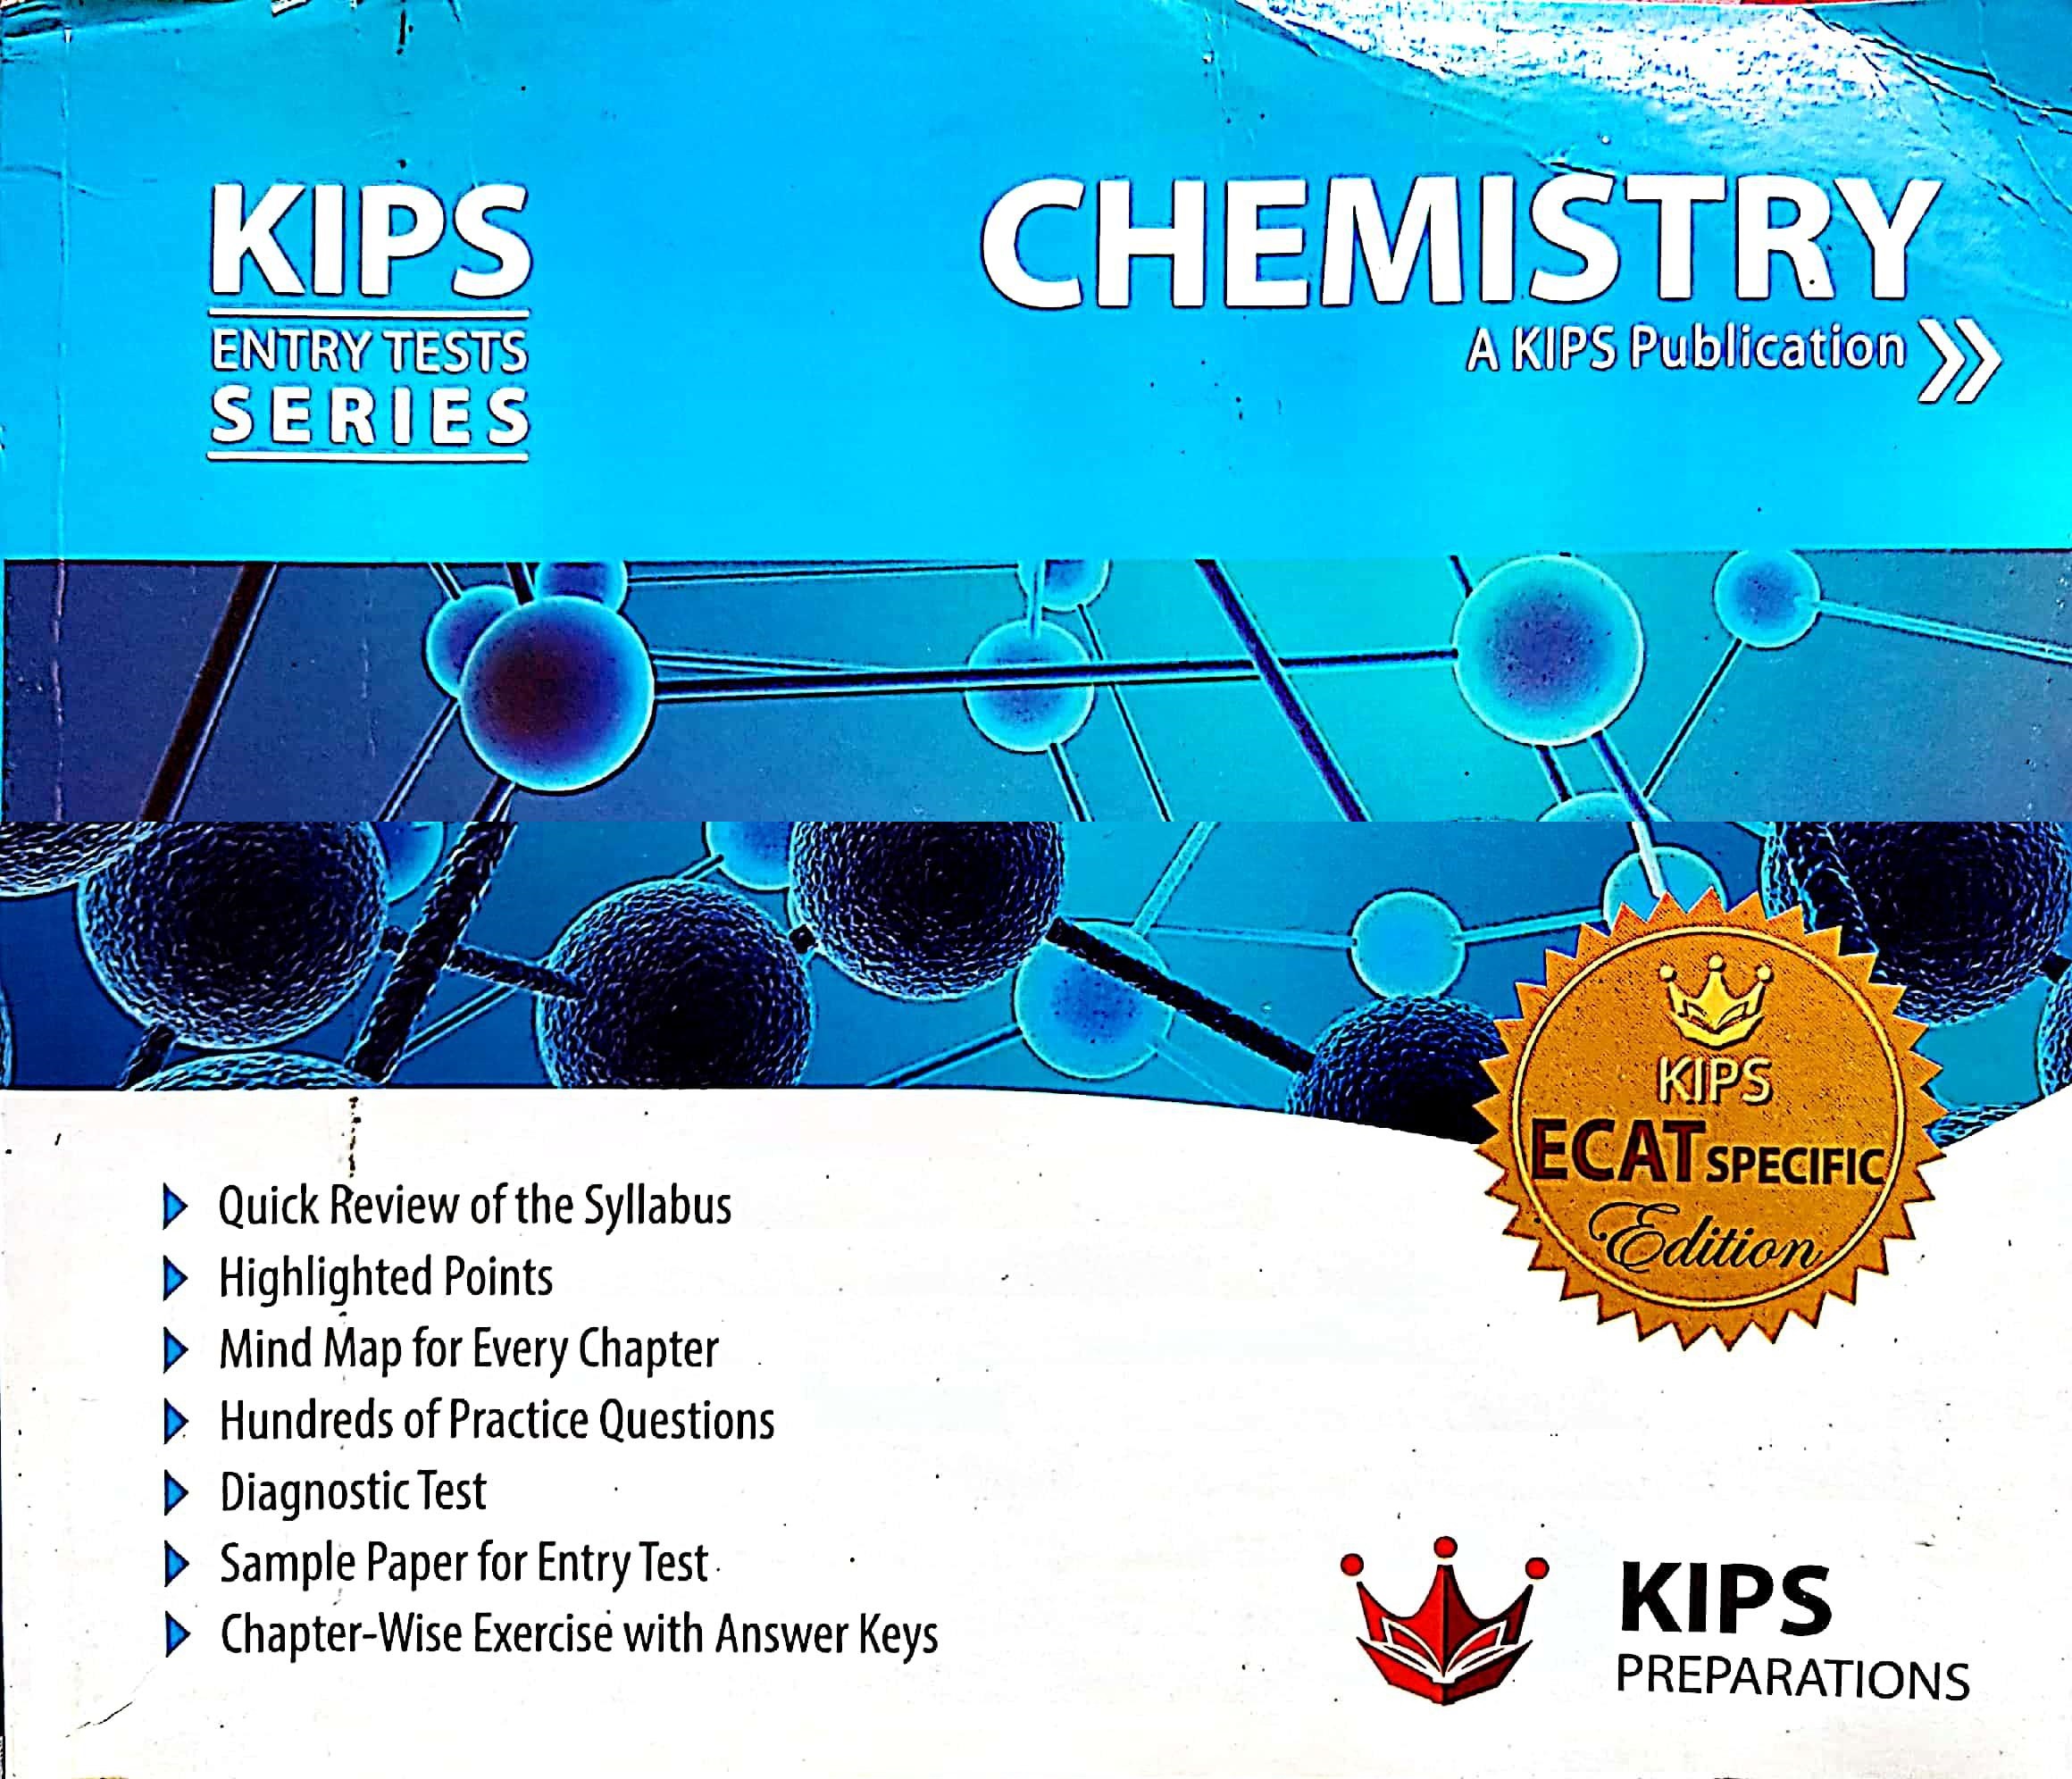 KIPS
ENTRY TESTS
SERIES
CHEMISTRY
A KIPS Publication
KIPS
ECAT SPECIFIC
Edition
Quick Review of the Syllabus
Highlighted Points
Mind Map for Every Chapter
Hundreds of Practice Questions
Diagnostic Test
Sample Paper for Entry Test
Chapter-Wise Exercise with Answer Keys
KIPS
PREPARATIONS